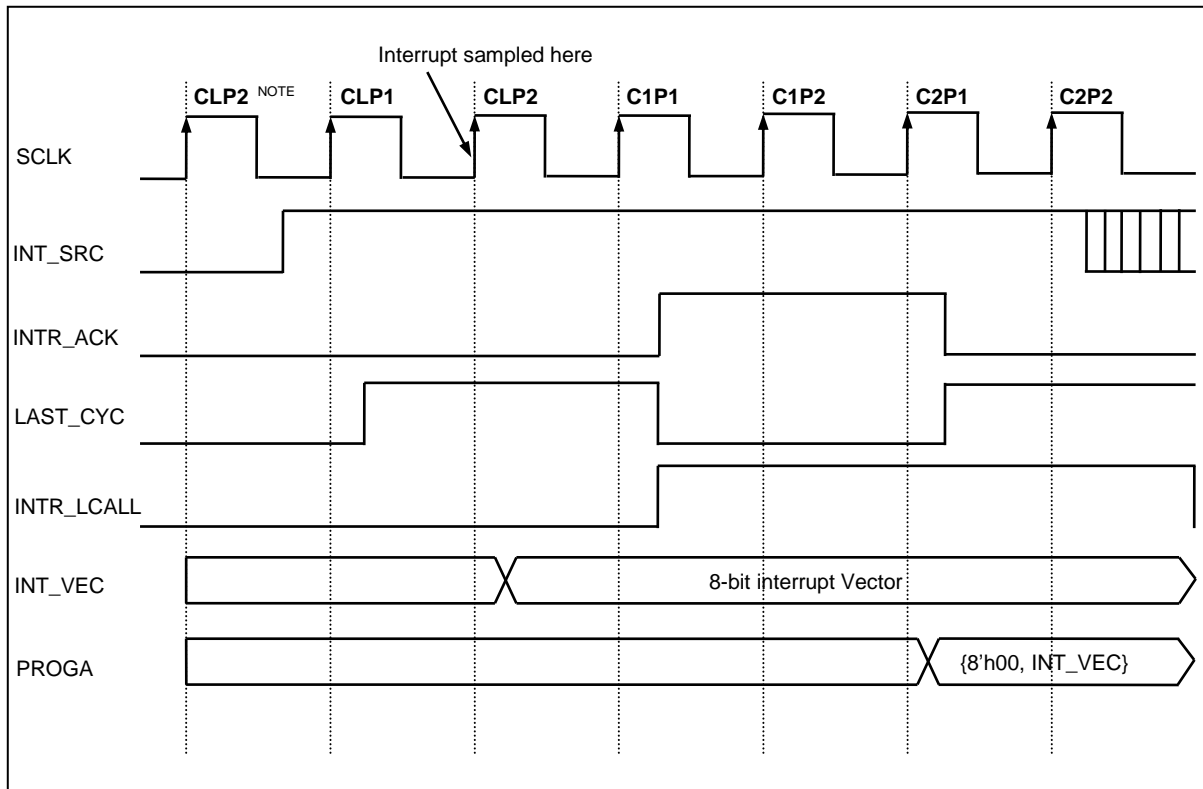 Interrupt sampled here
CLP2 NOTE CLP1 CLP2 C1P1 C1P2 C2P1 C2P2
SCLK
INT_SRC
INTR_ACK
LAST_CYC
INTR_LCALL
INT_VEC 8-bit interrupt Vector
PROGA {8'h00, INT_VEC}